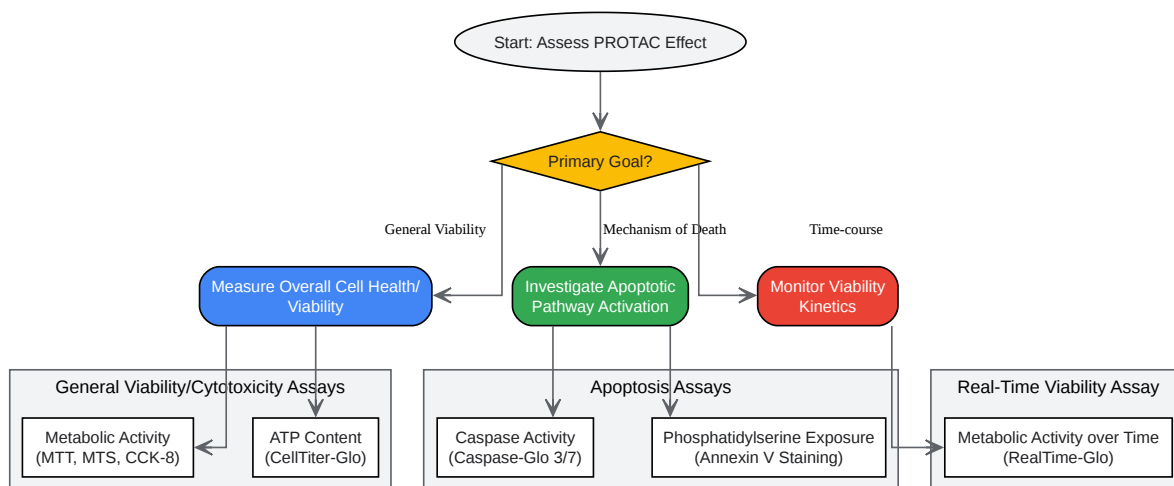 Start: Assess PROTAC Effect
Primary Goal?
General Viability
Mechanism of Death
Time-course
Measure Overall Cell Health/
Viability
Investigate Apoptotic
Pathway Activation
Monitor Viability
Kinetics
General Viability/Cytotoxicity Assays
Metabolic Activity
(MTT, MTS, CCK-8)
ATP Content
(CellTiter-Glo)
Apoptosis Assays
Caspase Activity
(Caspase-Glo 3/7)
Phosphatidylserine Exposure
(Annexin V Staining)
Real-Time Viability Assay
Metabolic Activity over Time
(RealTime-Glo)